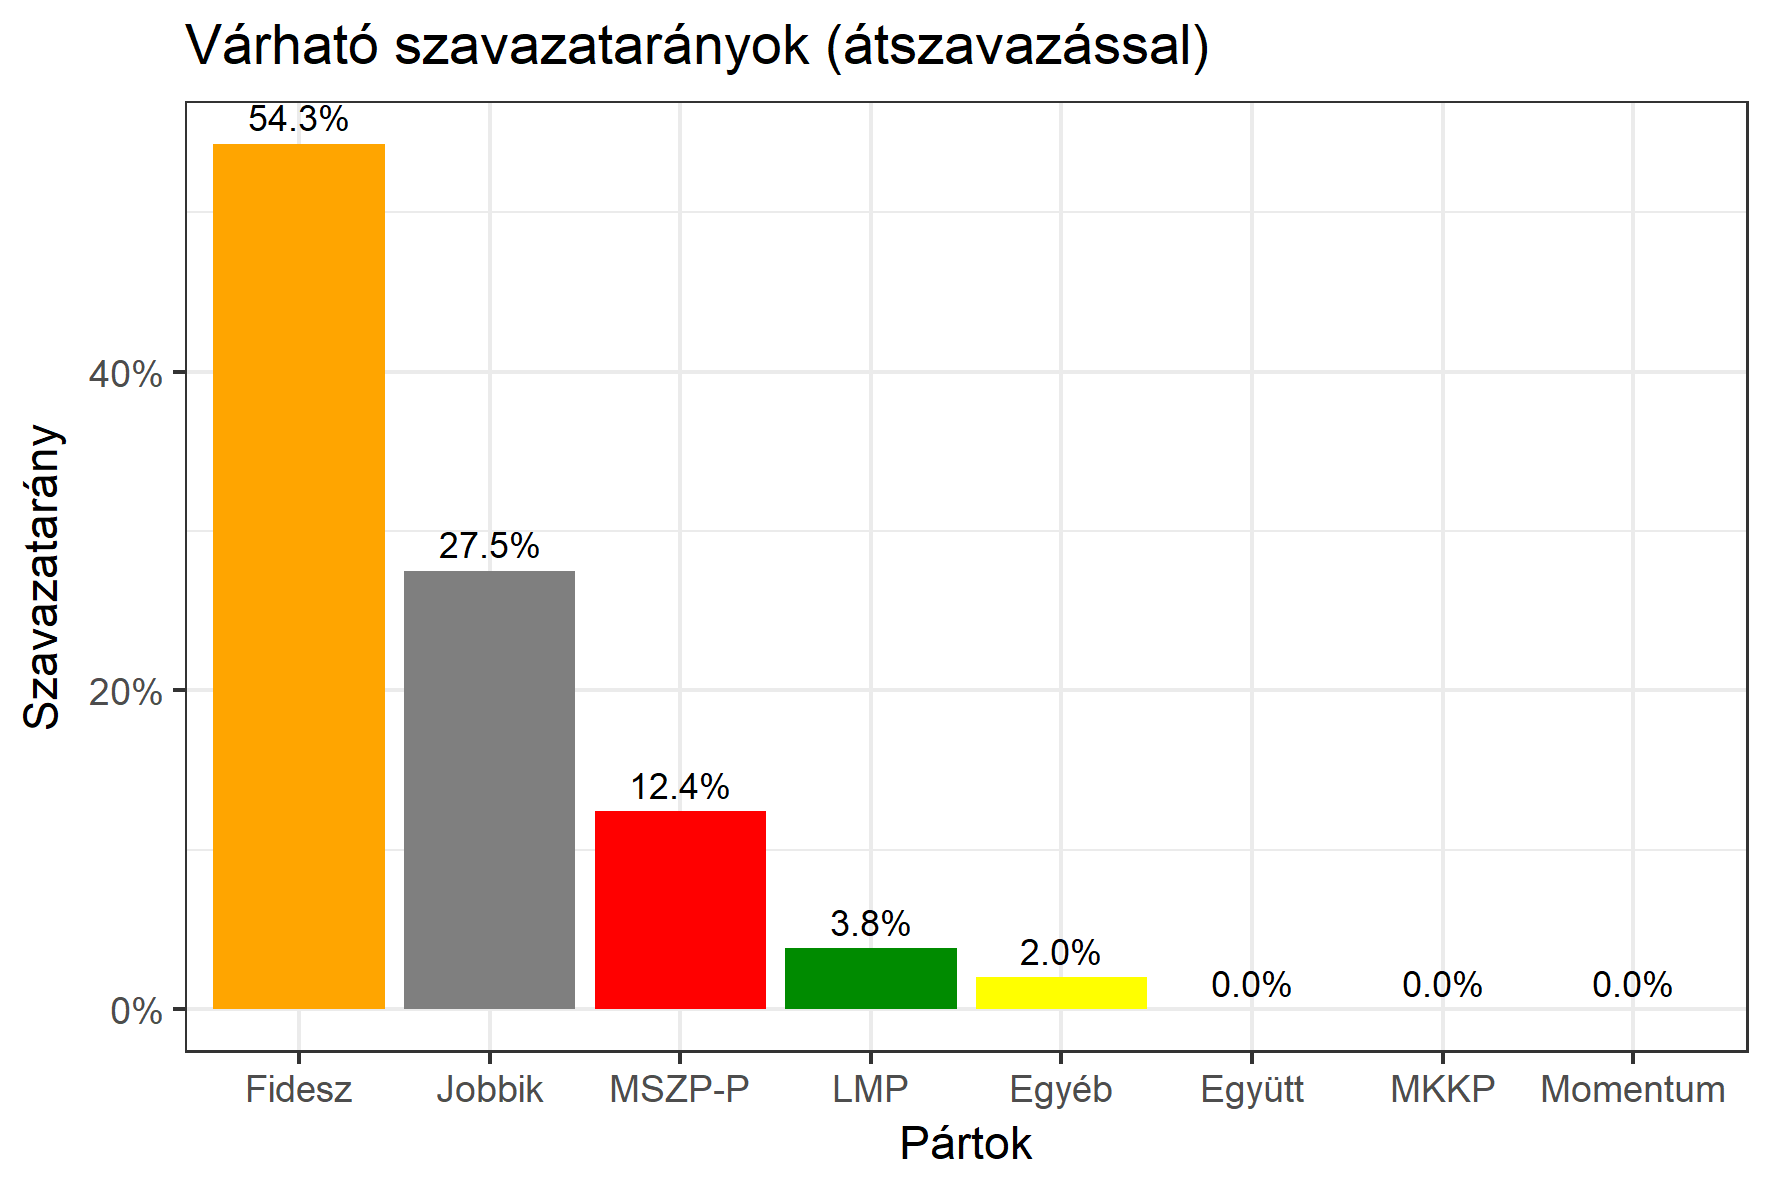 Várható szavazatarányok (átszavazással)
54.3%
27.5%
12.4%
3.8%
2.0%
0.0%
0.0%
0.0%
40%
20%
0%
Szavazatarány
Fidesz
Jobbik
MSZP-P
LMP
Egyéb
Együtt
MKKP
Momentum
Pártok